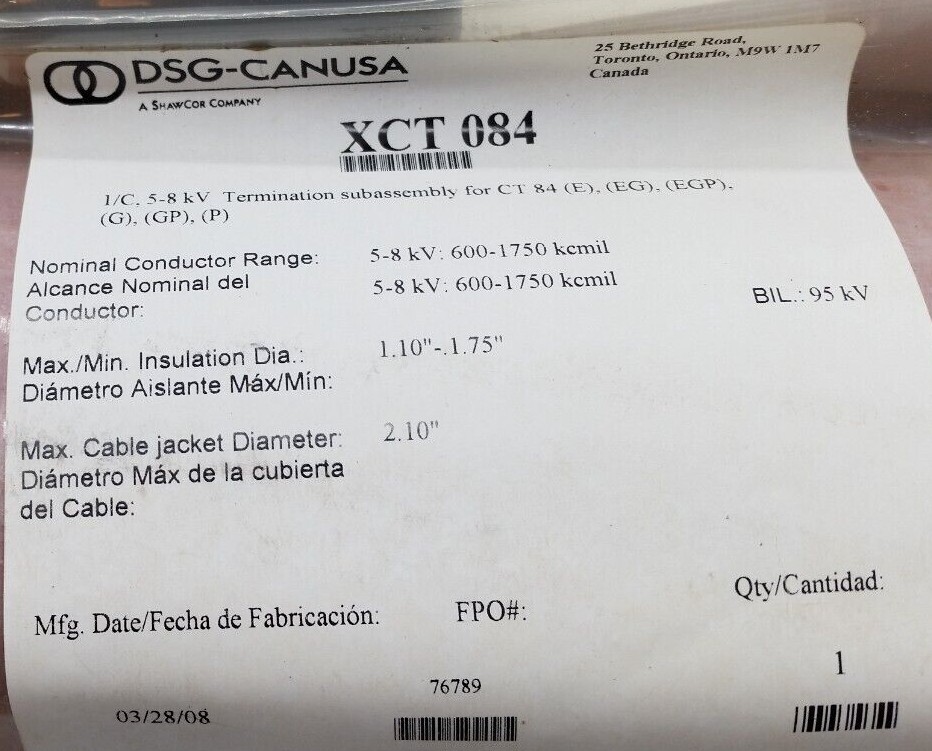 DSG-CANUSA
A SHAWCOR COMPANY
25 Bethridge Road,
Toronto, Ontario, M9W 1M7
Canada
XCT 084
1/C, 5-8 kV Termination subassembly for CT 84 (E), (EG), (EGP),
(G), (GP), (P)
Nominal Conductor Range: 5-8 kV: 600-1750 kcmil
Alcance Nominal del
Conductor: 5-8 kV: 600-1750 kcmil
BIL.: 95 kV
Max./Min. Insulation Dia.: 1.10"-.1.75"
Diámetro Aislante Máx/Mín:
Max. Cable jacket Diameter: 2.10"
Diámetro Máx de la cubierta
del Cable:
Mfg. Date/Fecha de Fabricación: FPO#: Qty/Cantidad:
03/28/08 76789 1